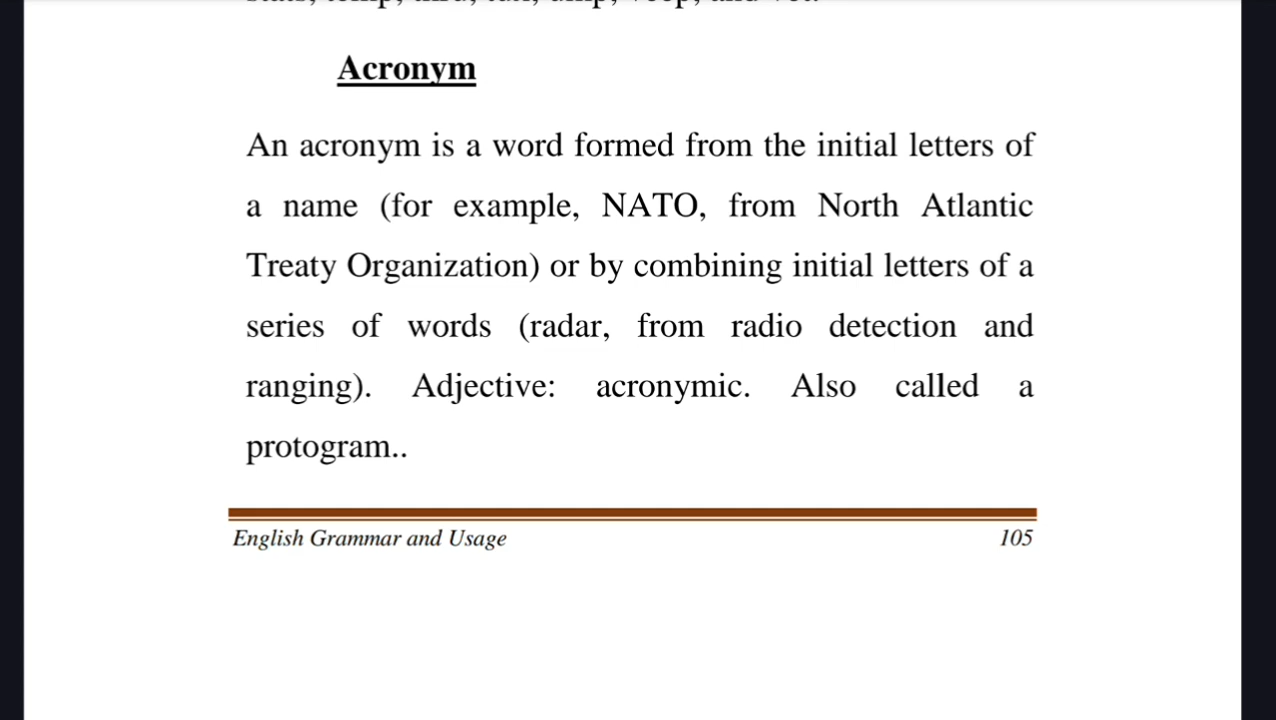 Acronym
An acronym is a word formed from the initial letters of
a name (for example, NATO, from North Atlantic
Treaty Organization) or by combining initial letters of a
series of words (radar, from radio detection and
ranging). Adjective: acronymic. Also called a
protogram..
English Grammar and Usage 105